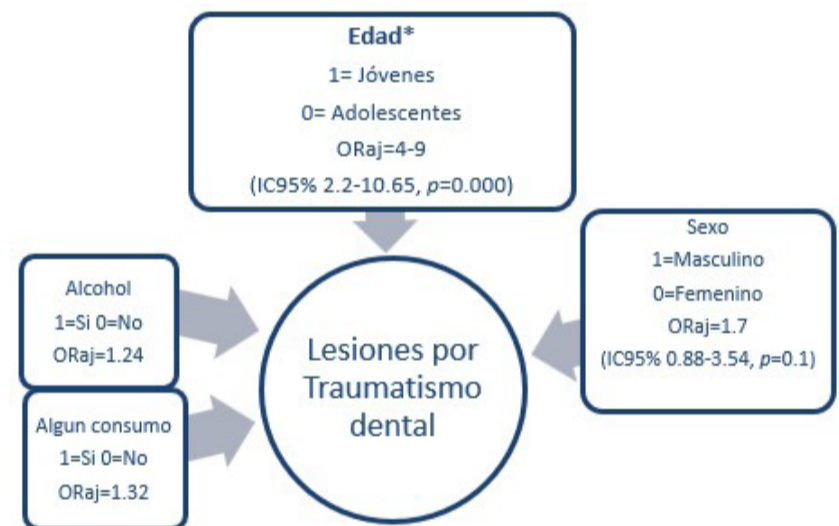 Edad*
1= Jóvenes
0= Adolescentes
ORaj=4-9
(IC95% 2.2-10.65, p=0.000)
Sexo
1=Masculino
0=Femenino
ORaj=1.7
(IC95% 0.88-3.54, p=0.1)
Alcohol
1=Si 0=No
ORaj=1.24
Lesiones por
Traumatismo
dental
Algun consumo
1=Si 0=No
ORaj=1.32